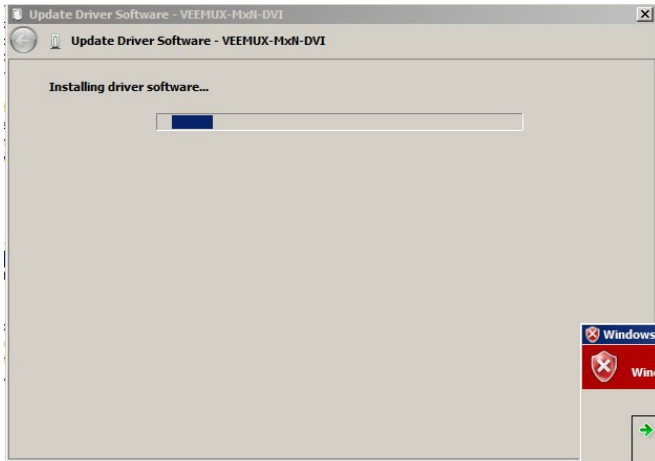 Update Driver Software - VEEMUX-MxN-DVI
Update Driver Software - VEEMUX-MxN-DVI
Installing driver software...
Windows